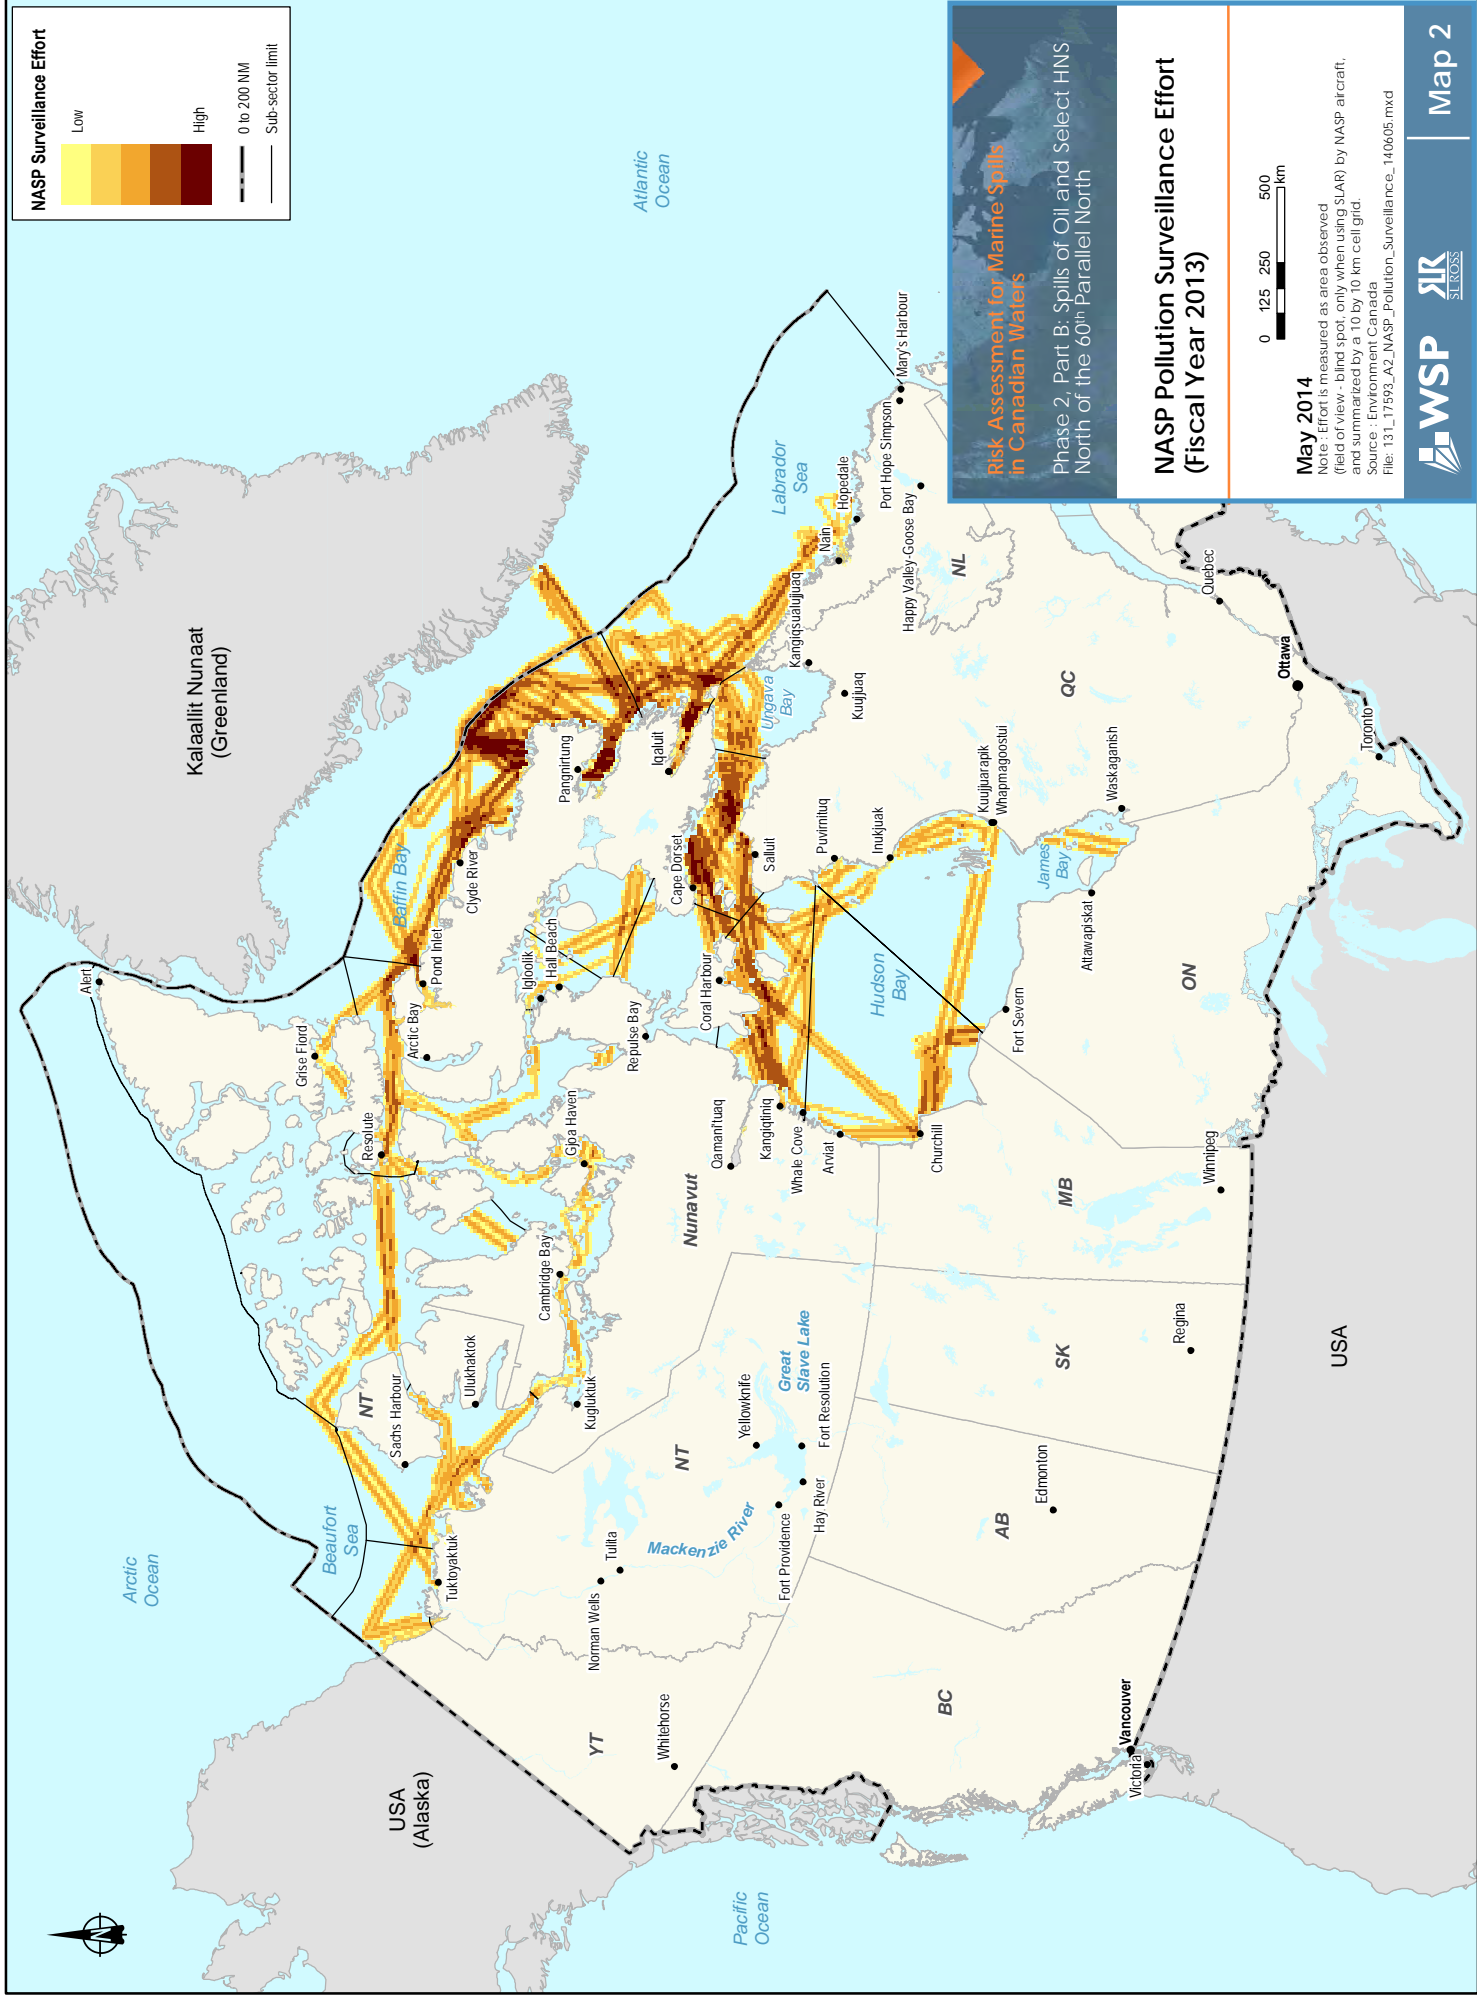 NASP Surveillance Effort
Low
High
0 to 200 NM
Sub-sector limit
Arctic
Ocean
Beaufort
Sea
Atlantic
Ocean
Pacific
Ocean
Labrador
Sea
Baffin Bay
Ungava
Bay
Hudson
Bay
James
Bay
Great
Slave Lake
Mackenzie River
Kalaallit Nunaat
(Greenland)
USA
(Alaska)
USA
N
Alert
Grise Fiord
Resolute
Arctic Bay
Pond Inlet
Clyde River
Igloolik
Hall Beach
Repulse Bay
Pangnirtung
Iqaluit
Cape Dorset
Coral Harbour
Salluit
Puvirnituq
Inukjuak
Kuujjuarapik
Whapmagoostui
Waskaganish
Attawapiskat
Fort Severn
Churchill
Arviat
Whale Cove
Kangiqtiniq
Qamani'tuaq
Gjoa Haven
Cambridge Bay
Kugluktuk
Ulukhaktok
Sachs Harbour
Tuktoyaktuk
Norman Wells
Tulita
Yellowknife
Fort Resolution
Hay River
Fort Providence
Whitehorse
Kangiqsualujjuaq
Kuujjuaq
Nain
Hopedale
Happy Valley-Goose Bay
Port Hope Simpson
Mary's Harbour
Quebec
Ottawa
Toronto
Winnipeg
Regina
Edmonton
Vancouver
Victoria
NT
NT
Nunavut
YT
BC
AB
SK
MB
ON
QC
NL
Risk Assessment for Marine Spills
in Canadian Waters
Phase 2, Part B: Spills of Oil and Select HNS
North of the 60th Parallel North
NASP Pollution Surveillance Effort
(Fiscal Year 2013)
0 125 250 500
km
May 2014
Note : Effort is measured as area observed
(field of view - blind spot, only when using SLAR) by NASP aircraft,
and summarized by a 10 by 10 km cell grid.
Source : Environment Canada
File: 131_17593_A2_NASP_Pollution_Surveillance_140605.mxd
WSP
SLR
SL ROSS
Map 2